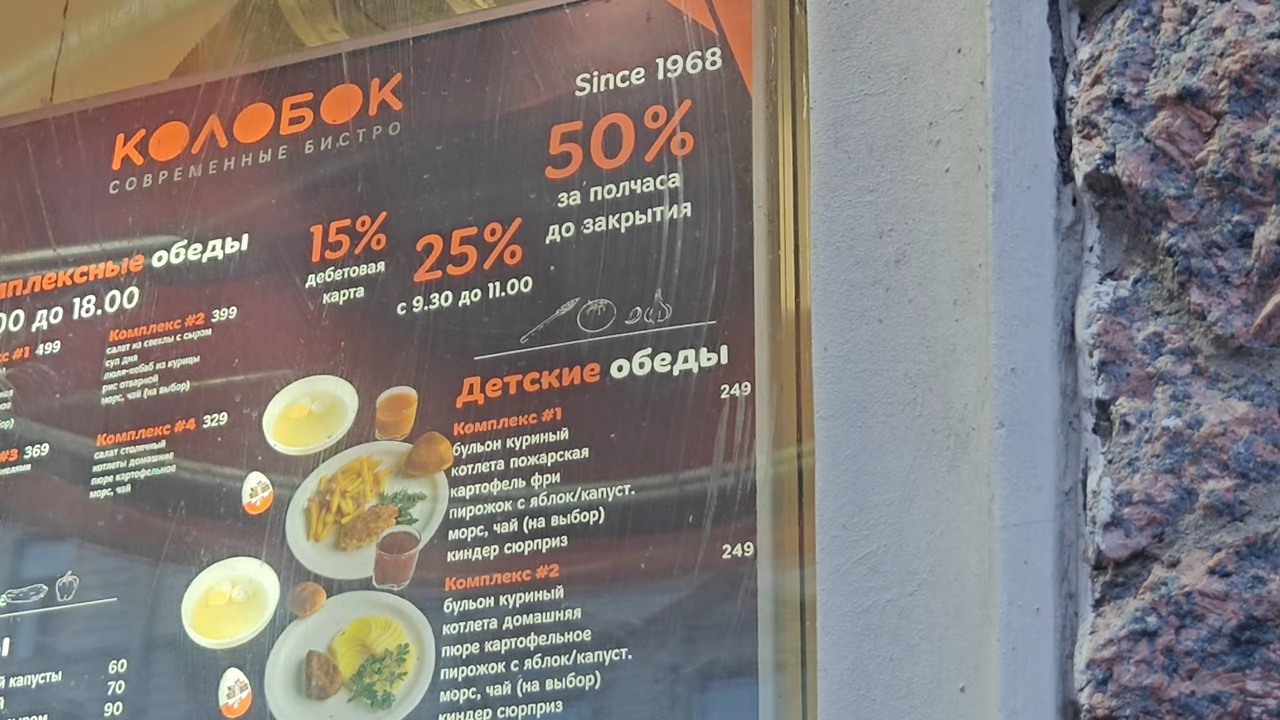 КОЛОБОК
СОВРЕМЕННЫЕ БИСТРО
Since 1968
50%
за полчаса
до закрытия
15%
дебетовая
карта
25%
с 9.30 до 11.00
мплексные обеды
00 до 18.00
с #1 499
Комплекс #2 399
салат из свеклы с сыром
суп дня
люля-кебаб из курицы
рис отварной
морс, чай (на выбор)
#3 369
Комплекс #4 329
салат столичный
котлеты домашние
пюре картофельное
морс, чай
Детские обеды
249
Комплекс #1
бульон куриный
котлета пожарская
картофель фри
пирожок с яблок/капуст.
морс, чай (на выбор)
киндер сюрприз
249
Комплекс #2
бульон куриный
котлета домашняя
пюре картофельное
пирожок с яблок/капуст.
морс, чай (на выбор)
киндер сюрприз
ы
й капусты 60
й 70
сыром 90